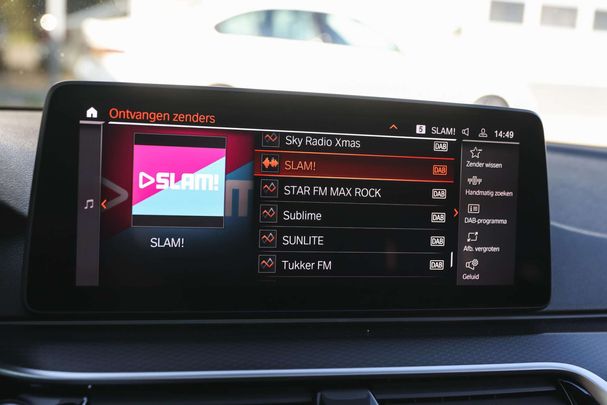 Ontvangen zenders
5 SLAM! 14:49
SLAM!
SLAM!
Sky Radio Xmas DAB
SLAM! DAB
STAR FM MAX ROCK DAB
Sublime DAB
SUNLITE DAB
Tukker FM DAB
Zender wissen
Handmatig zoeken
DAB-programma
Afb. vergroten
Geluid